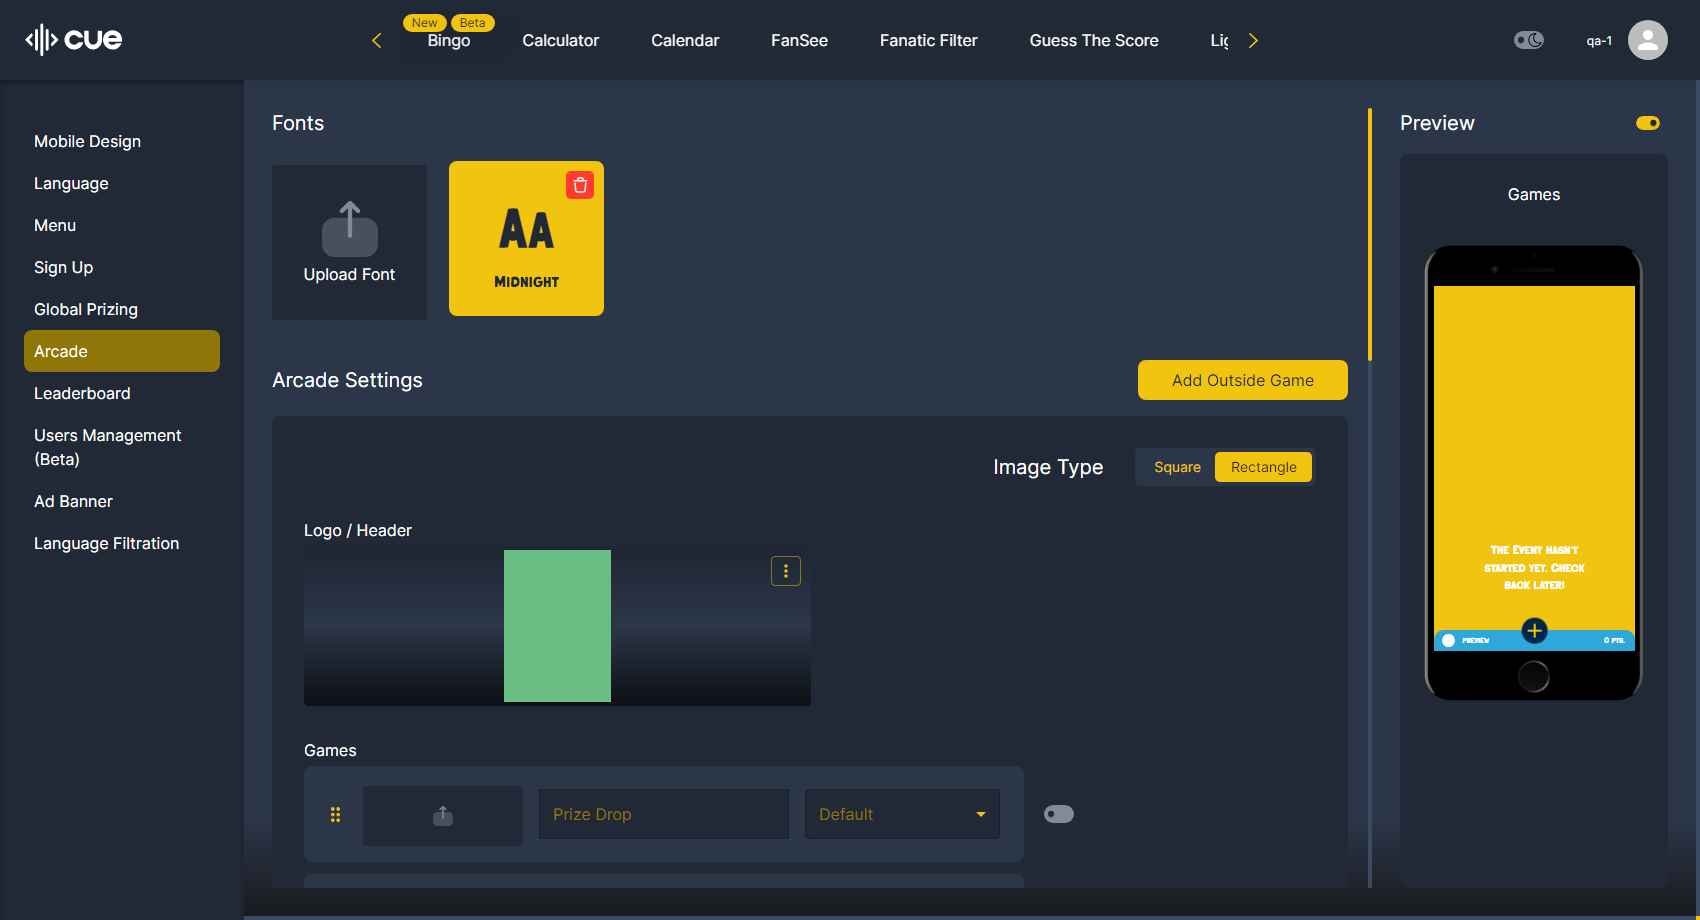 cue
New
Beta
Bingo
Calculator
Calendar
FanSee
Fanatic Filter
Guess The Score
qa-1
Mobile Design
Language
Menu
Sign Up
Global Prizing
Arcade
Leaderboard
Users Management
(Beta)
Ad Banner
Language Filtration
Fonts
Upload Font
AA
MIDNIGHT
Arcade Settings
Add Outside Game
Image Type
Square
Rectangle
Logo / Header
Games
Prize Drop
Default
Preview
Games
THE EVENT HASN'T
STARTED YET. CHECK
BACK LATER!
PREVIEW
0 PTS.